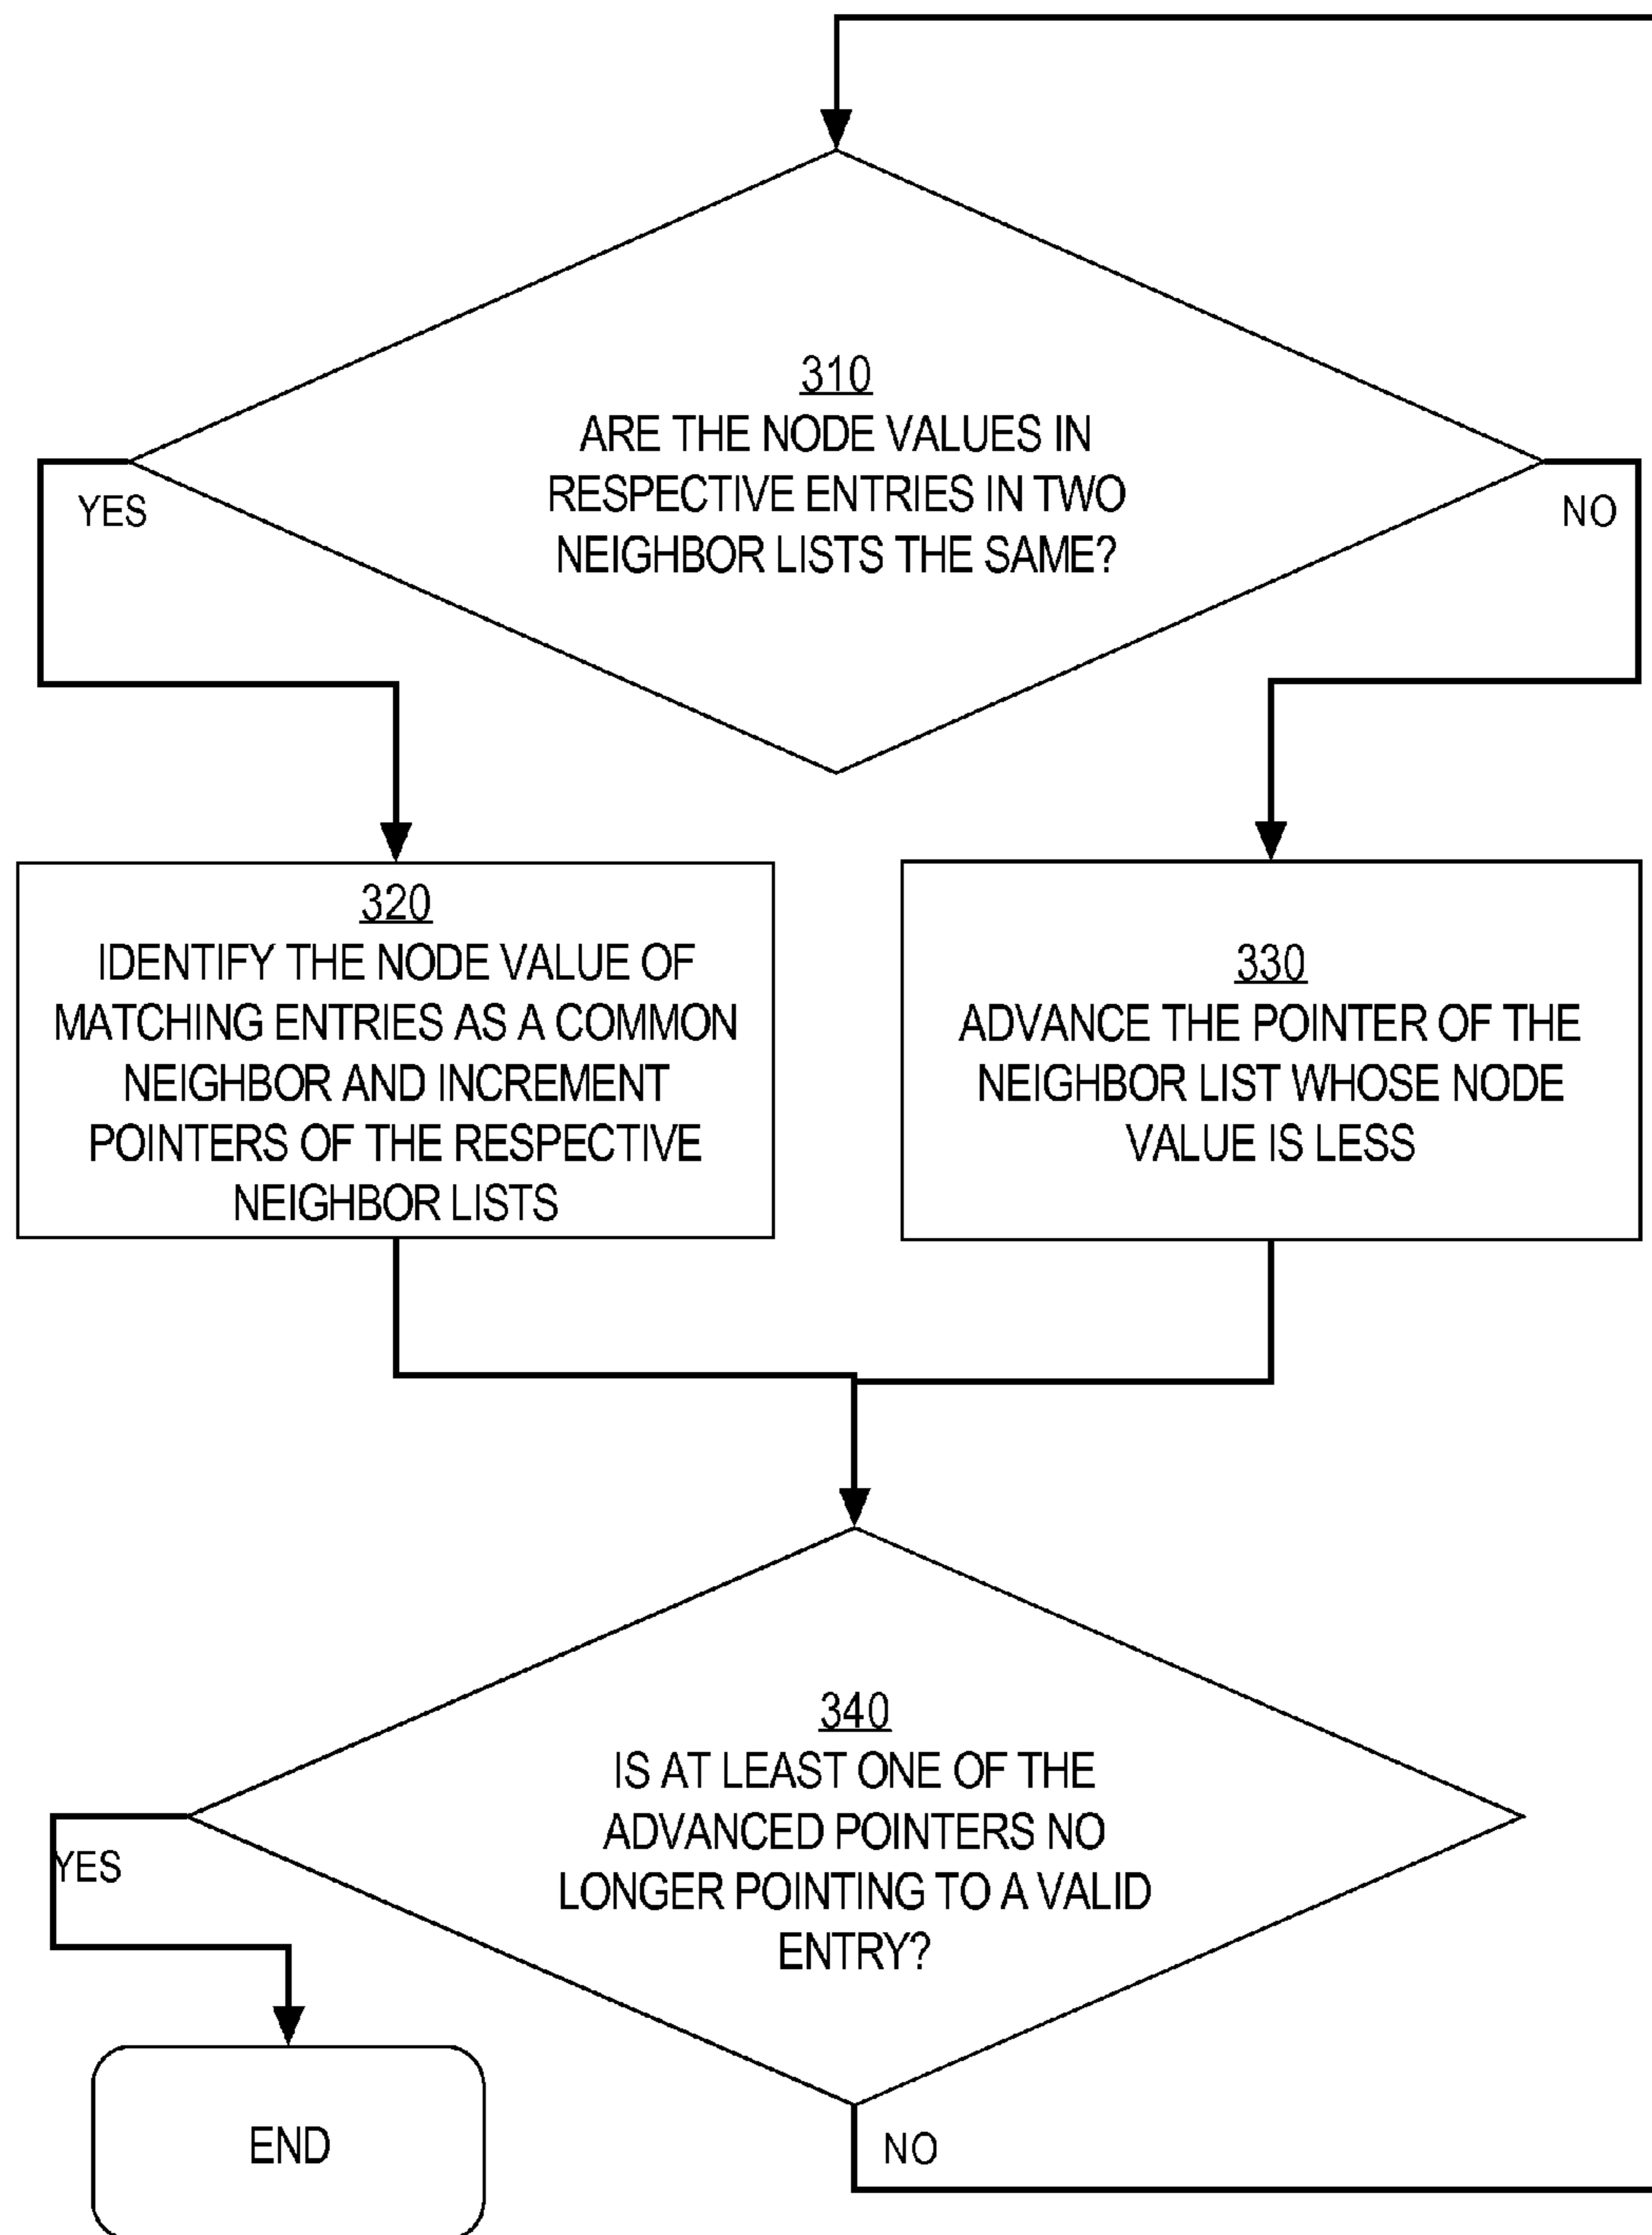 310
ARE THE NODE VALUES IN
RESPECTIVE ENTRIES IN TWO
NEIGHBOR LISTS THE SAME?
YES
NO
320
IDENTIFY THE NODE VALUE OF
MATCHING ENTRIES AS A COMMON
NEIGHBOR AND INCREMENT
POINTERS OF THE RESPECTIVE
NEIGHBOR LISTS
330
ADVANCE THE POINTER OF THE
NEIGHBOR LIST WHOSE NODE
VALUE IS LESS
340
IS AT LEAST ONE OF THE
ADVANCED POINTERS NO
LONGER POINTING TO A VALID
ENTRY?
YES
END
NO